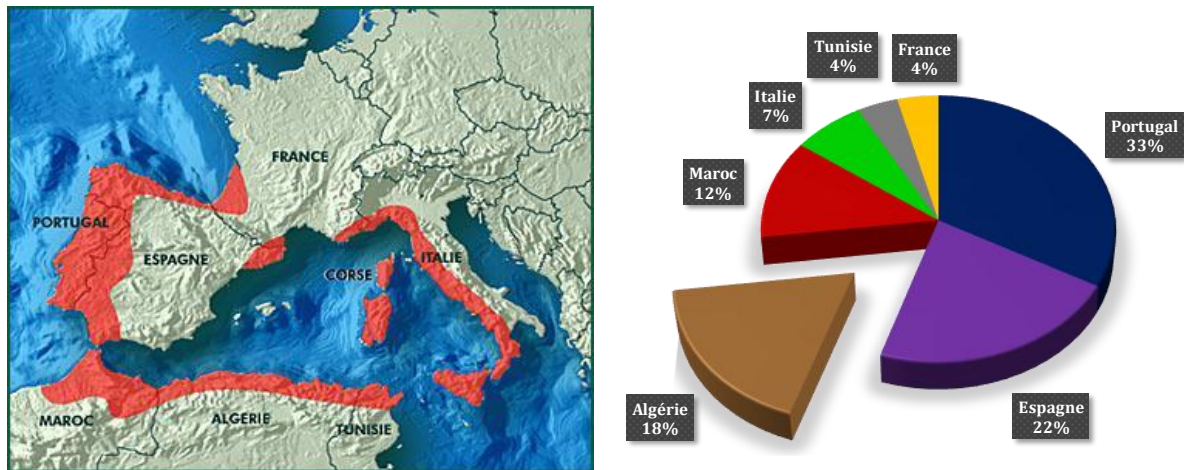 FRANCE
PORTUGAL
ESPAGNE
CORSE
ITALIE
MAROC
ALGÉRIE
TUNISIE
Tunisie
4%
France
4%
Italie
7%
Portugal
33%
Maroc
12%
Algérie
18%
Espagne
22%